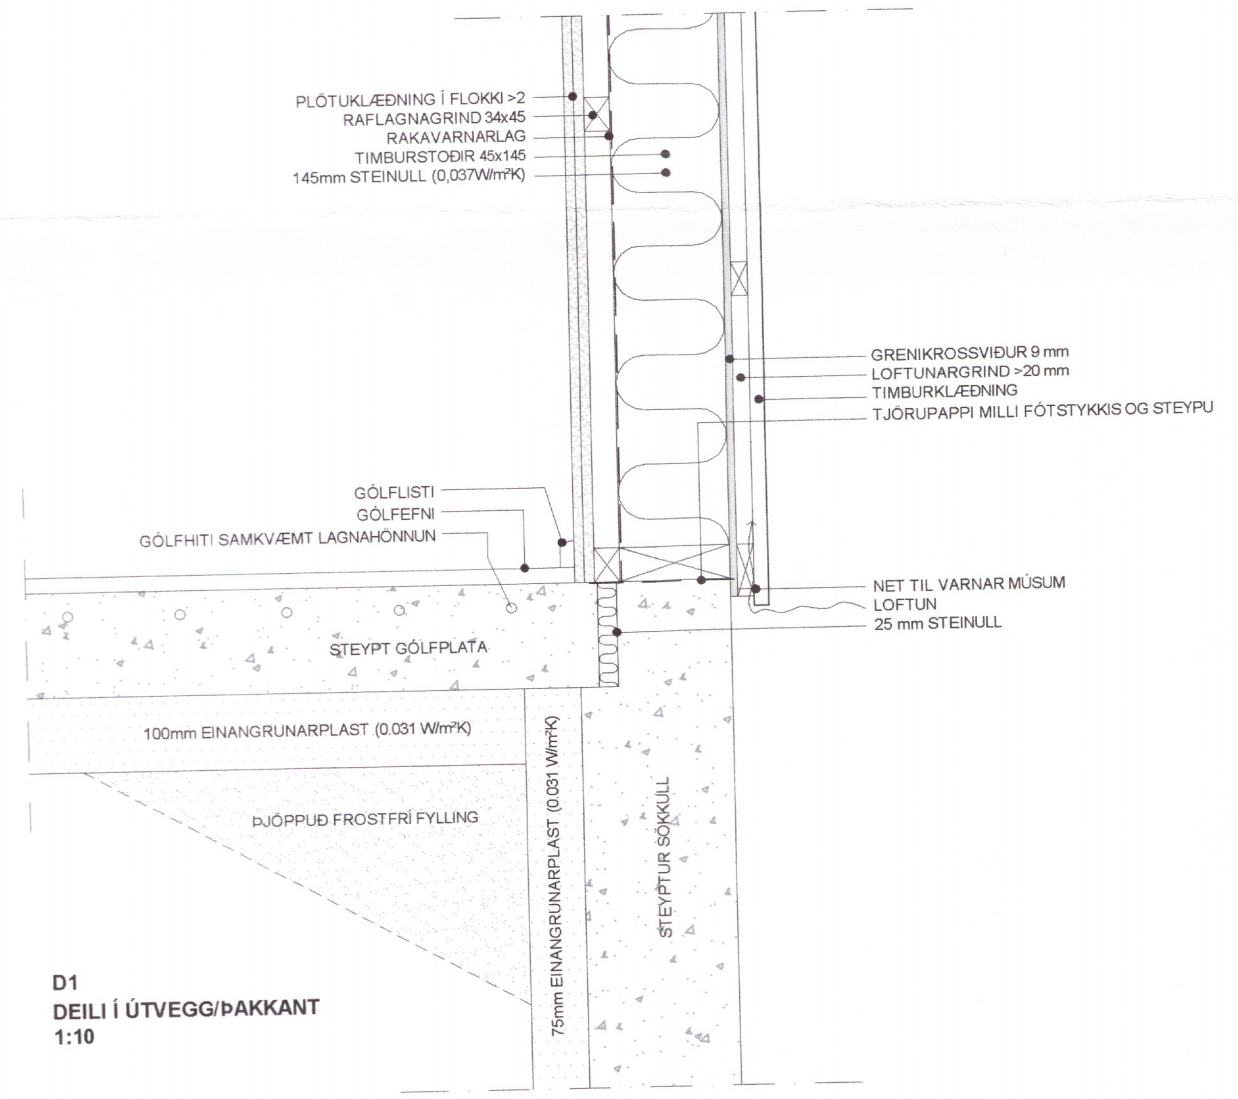 PLÖTUKLÆÐNING Í FLOKKI >2
RAFLAGNAGRIND 34x45
RAKAVARNARLAG
TIMBURSTOÐIR 45x145
145mm STEINULL (0,037W/m²K)
GRENIKROSSVIÐUR 9 mm
LOFTUNARGRIND >20 mm
TIMBURKLÆÐNING
TJÖRUPAPPI MILLI FÓTSTYKKIS OG STEYPU
GÓLFLISTI
GÓLFEFNI
GÓLFHITI SAMKVÆMT LAGNAHÖNNUN
NET TIL VARNAR MÚSUM
LOFTUN
25 mm STEINULL
STEYPT GÓLFPLATA
100mm EINANGRUNARPLAST (0.031 W/m²K)
ÞJÖPPUÐ FROSTFRÍ FYLLING
75mm EINANGRUNARPLAST (0.031 W/m²K)
STEYPTUR SÖKKULL
D1
DEILI Í ÚTVEGG/ÞAKKANT
1:10